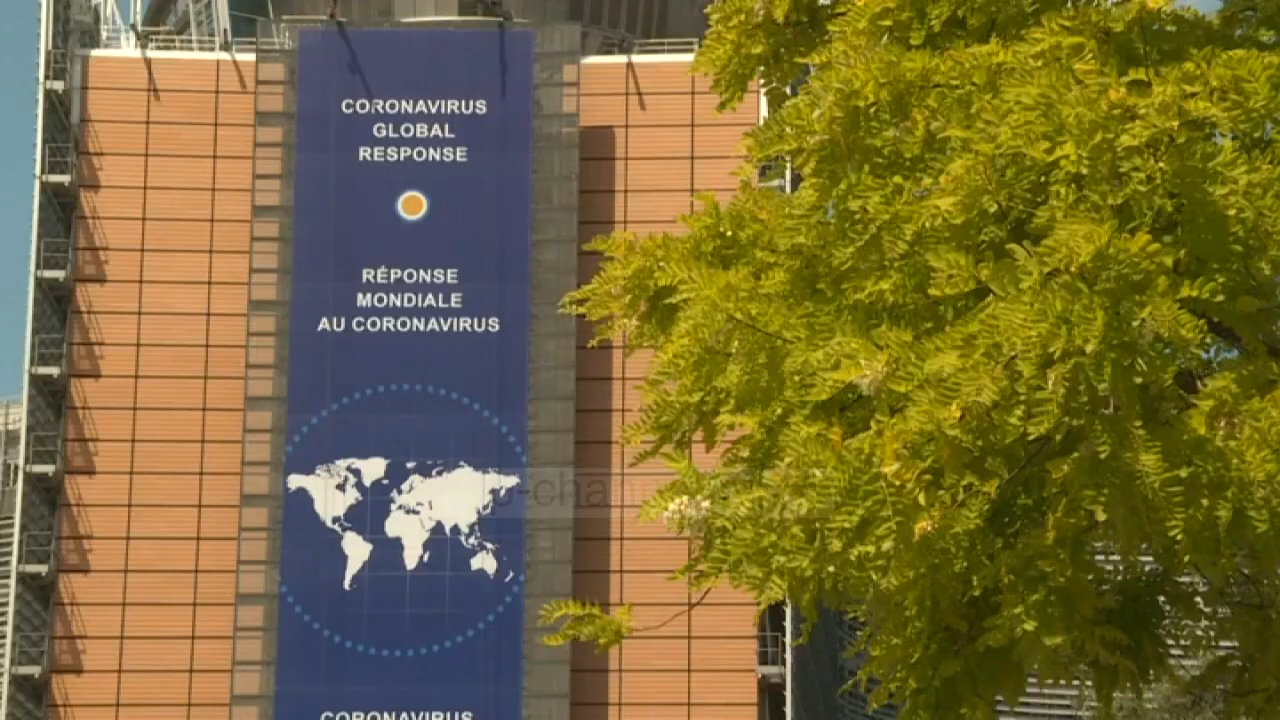 CORONAVIRUS
GLOBAL
RESPONSE
RÉPONSE
MONDIALE
AU CORONAVIRUS
CORONAVIRUS